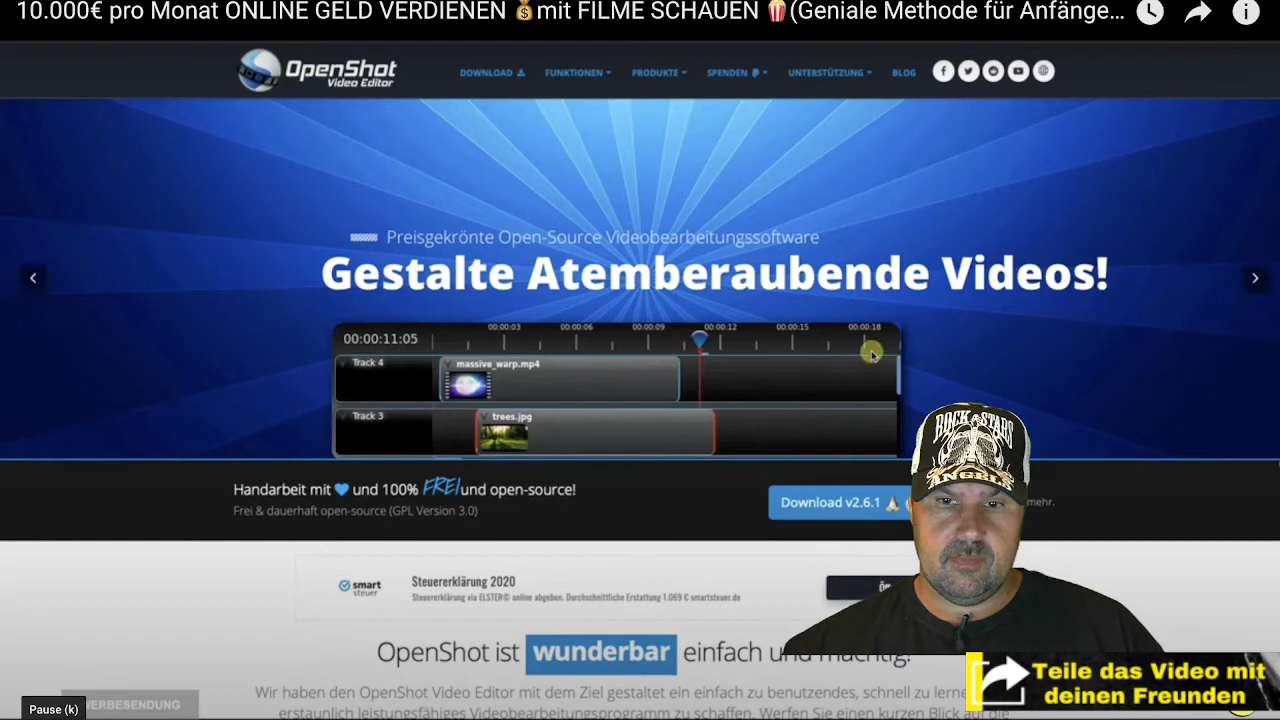 10.000€ pro Monat ONLINE GELD VERDIENEN 💰mit FILME SCHAUEN 🍿(Geniale Methode für Anfänge...
OpenShot
Video Editor
DOWNLOAD
FUNKTIONEN
PRODUKTE
SPENDEN
UNTERSTÜTZUNG
BLOG
Preisgekrönte Open-Source Videobearbeitungssoftware
Gestalte Atemberaubende Videos!
00:00:11:05
00:00:03
00:00:06
00:00:09
00:00:12
00:00:15
00:00:18
Track 4
massive_warp.mp4
Track 3
trees.jpg
ROCK STARS
ANGELS
Handarbeit mit 💙 und 100% FREI und open-source!
Frei & dauerhaft open-source (GPL Version 3.0)
Download v2.6.1
mehr.
smart
steuer
Steuererklärung 2020
Steuererklärung via ELSTER© online abgeben. Durchschnittliche Erstattung 1.069 € smartsteuer.de
OpenShot ist wunderbar einfach und mächtig!
Wir haben den OpenShot Video Editor mit dem Ziel gestaltet ein einfach zu benutzendes, schnell zu
erstaunlich leistungsfähiges Videobearbeitungsprogramm zu schaffen. Werfen Sie einen kurzen Blick auf die
Pause (k)
VERBESENDUNG
Teile das Video mit
deinen Freunden